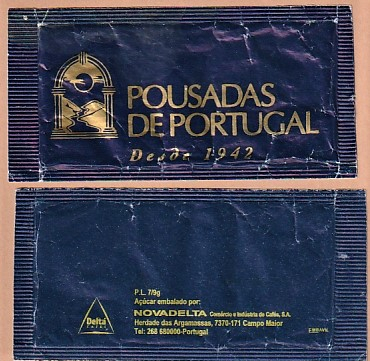 POUSADAS
DE PORTUGAL
Desde 1942
P.L. 7/9g
Açúcar embalado por:
NOVADELTA Comércio e Indústria de Cafés, S.A.
Herdade das Argamassas, 7370-171 Campo Maior
Tel: 268 680000-Portugal
Delta
CAFÉS